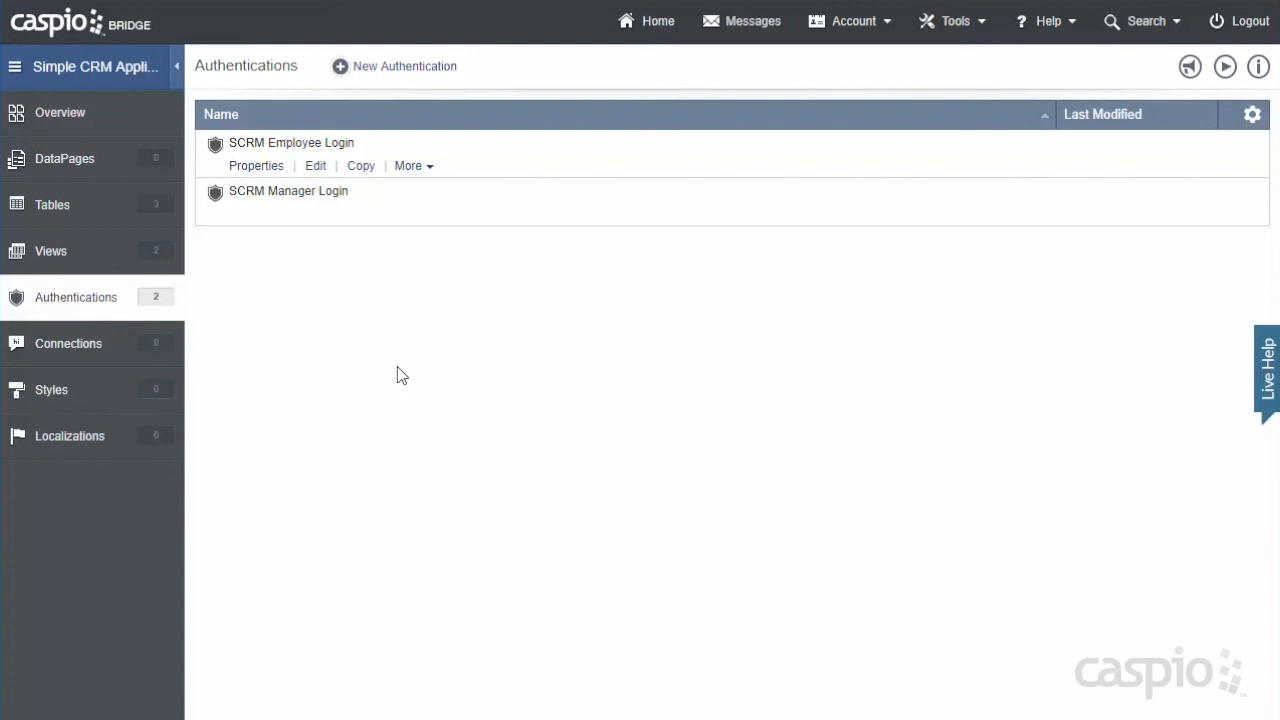 caspio BRIDGE
Home
Messages
Account
Tools
? Help
Search
Logout
Simple CRM Appli...
Authentications
New Authentication
Overview
DataPages 0
Tables 3
Views 2
Authentications 2
Connections 0
Styles 0
Localizations 0
Name
Last Modified
SCRM Employee Login
Properties | Edit | Copy | More
SCRM Manager Login
Live Help
caspio